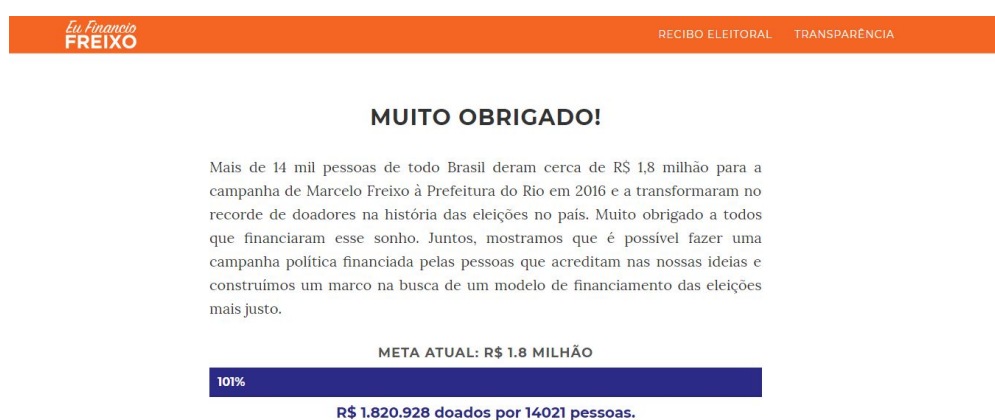 Eu Financio
FREIXO
RECIBO ELEITORAL TRANSPARÊNCIA
MUITO OBRIGADO!
Mais de 14 mil pessoas de todo Brasil deram cerca de R$ 1,8 milhão para a
campanha de Marcelo Freixo à Prefeitura do Rio em 2016 e a transformaram no
recorde de doadores na história das eleições no país. Muito obrigado a todos
que financiaram esse sonho. Juntos, mostramos que é possível fazer uma
campanha política financiada pelas pessoas que acreditam nas nossas ideias e
construímos um marco na busca de um modelo de financiamento das eleições
mais justo.
META ATUAL: R$ 1.8 MILHÃO
101%
R$ 1.820.928 doados por 14021 pessoas.